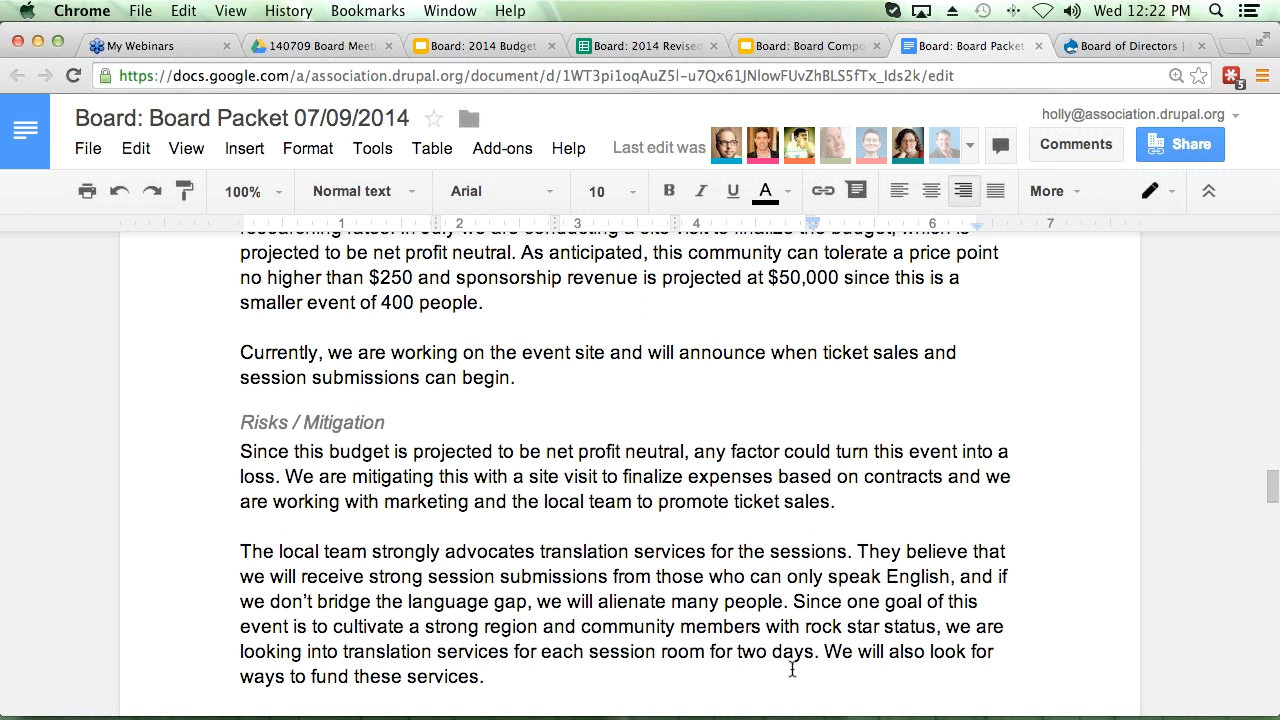 Chrome File Edit View History Bookmarks Window Help Wed 12:22 PM
My Webinars 140709 Board Meeti Board: 2014 Budget Board: 2014 Revised Board: Board Compo Board: Board Packet Board of Directors |
https://docs.google.com/a/association.drupal.org/document/d/1WT3pi1oqAuZ5l-u7Qx61JNlowFUvZhBLS5fTx_Ids2k/edit 5
Board: Board Packet 07/09/2014 holly@association.drupal.org
File Edit View Insert Format Tools Table Add-ons Help Last edit was Comments Share
100% Normal text Arial 10 B I U A More
1 2 3 4 6 7
projected to be net profit neutral. As anticipated, this community can tolerate a price point
no higher than $250 and sponsorship revenue is projected at $50,000 since this is a
smaller event of 400 people.
Currently, we are working on the event site and will announce when ticket sales and
session submissions can begin.
Risks / Mitigation
Since this budget is projected to be net profit neutral, any factor could turn this event into a
loss. We are mitigating this with a site visit to finalize expenses based on contracts and we
are working with marketing and the local team to promote ticket sales.
The local team strongly advocates translation services for the sessions. They believe that
we will receive strong session submissions from those who can only speak English, and if
we don't bridge the language gap, we will alienate many people. Since one goal of this
event is to cultivate a strong region and community members with rock star status, we are
looking into translation services for each session room for two days. We will also look for
ways to fund these services.